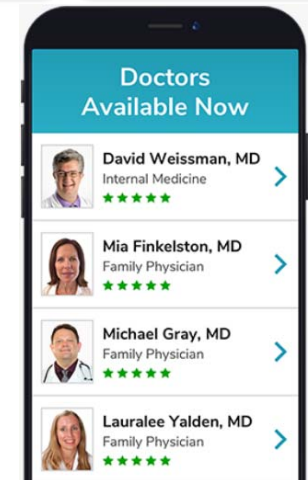 Doctors
Available Now
David Weissman, MD
Internal Medicine
Mia Finkelston, MD
Family Physician
Michael Gray, MD
Family Physician
Lauralee Yalden, MD
Family Physician